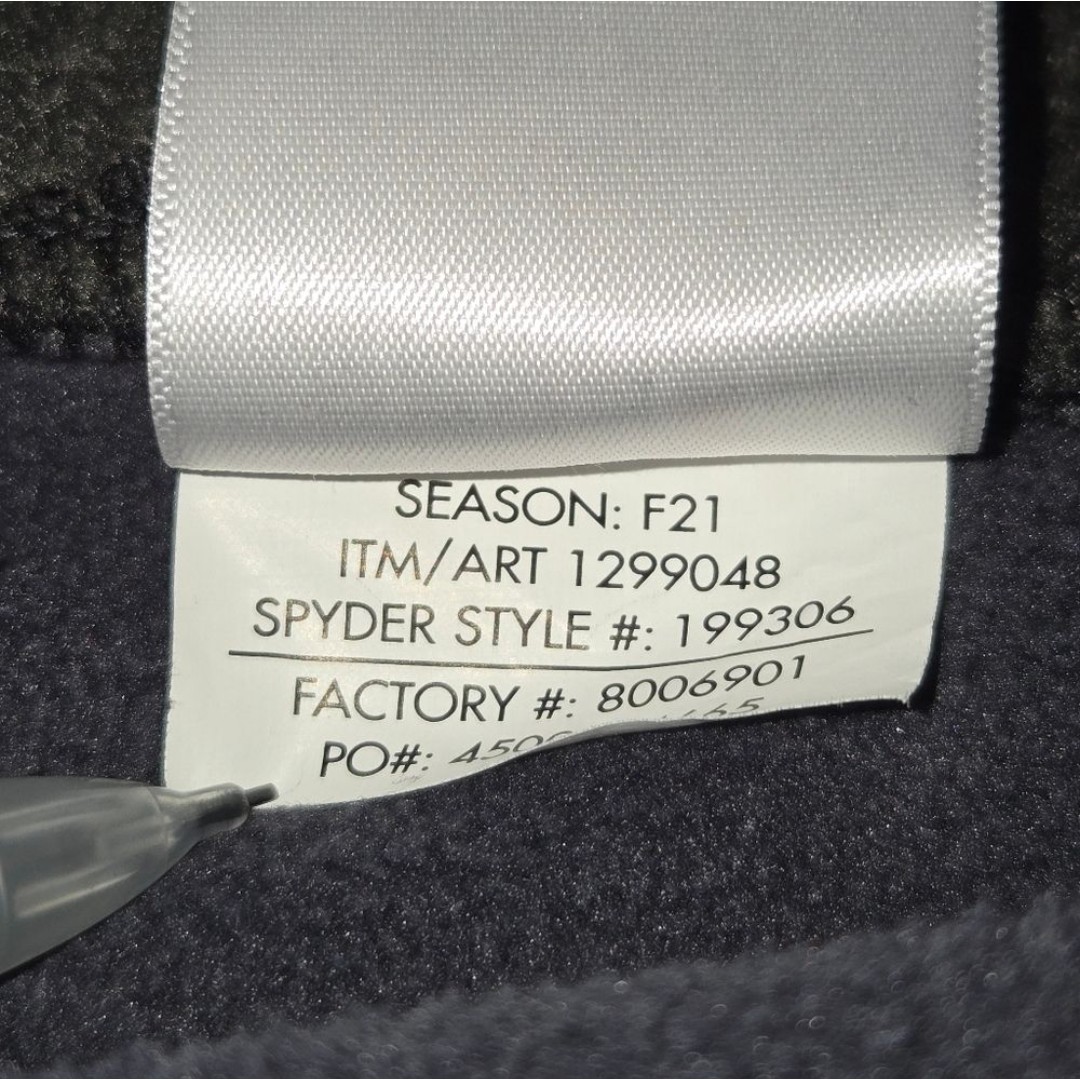 SEASON: F21
ITM/ART 1299048
SPYDER STYLE #: 199306
FACTORY #: 8006901
PO#: